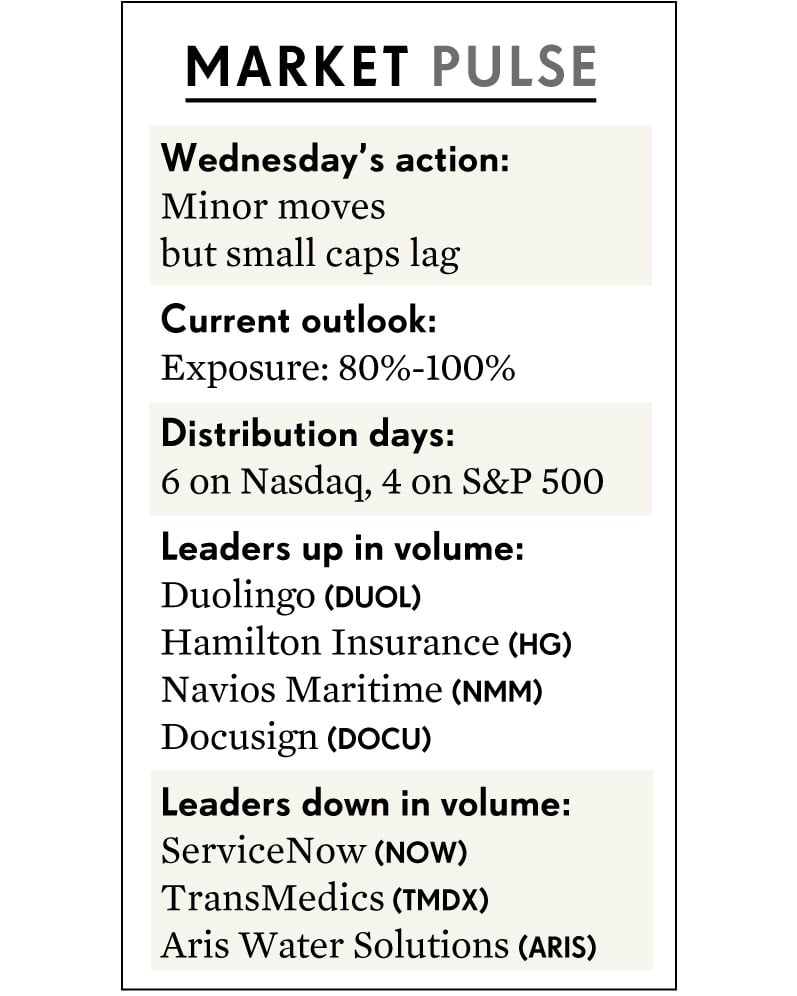 MARKET PULSE
Wednesday’s action:
Minor moves
but small caps lag
Current outlook:
Exposure: 80%-100%
Distribution days:
6 on Nasdaq, 4 on S&P 500
Leaders up in volume:
Duolingo (DUOL)
Hamilton Insurance (HG)
Navios Maritime (NMM)
Docusign (DOCU)
Leaders down in volume:
ServiceNow (NOW)
TransMedics (TMDX)
Aris Water Solutions (ARIS)